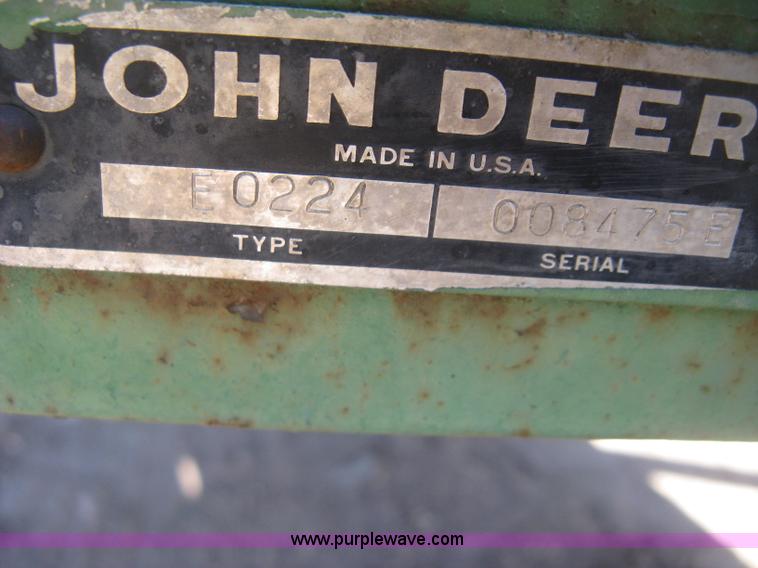 JOHN DEER
MADE IN U.S.A.
E0224 008475E
TYPE SERIAL
www.purplewave.com